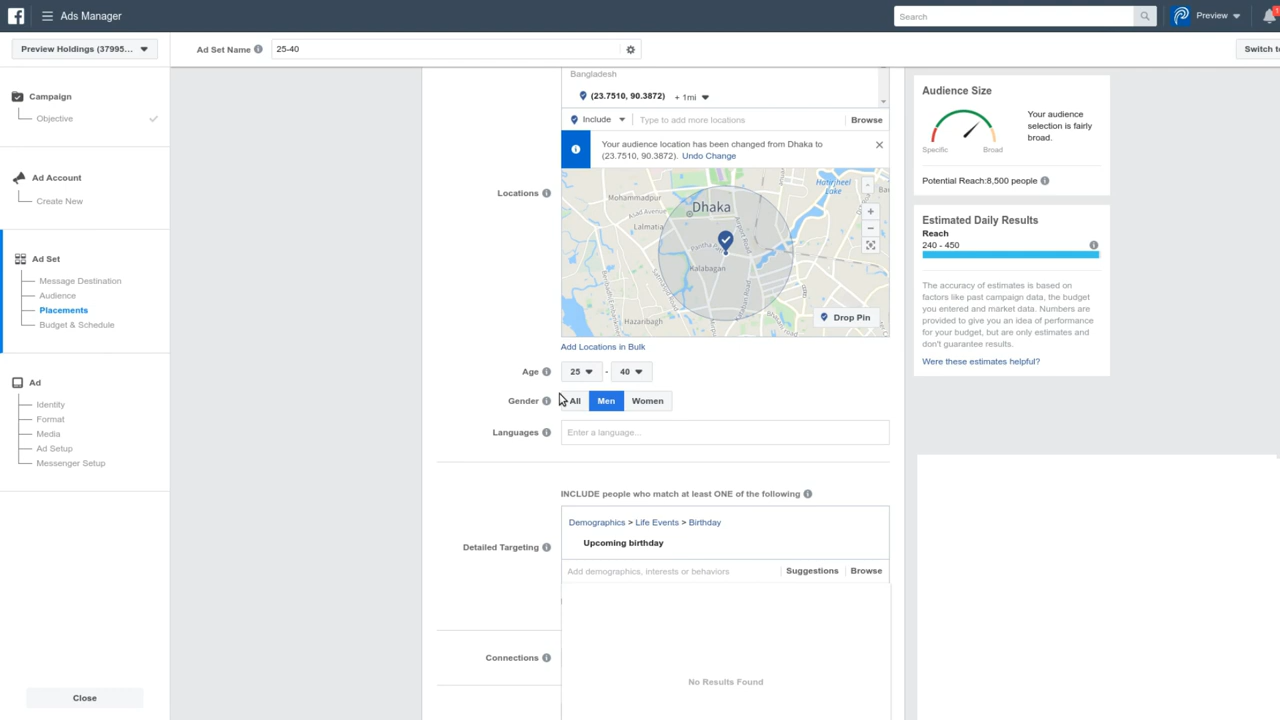 Ads Manager
Search
Preview
1
Preview Holdings (37995...
Ad Set Name
25-40
Switch to
Campaign
Objective
Ad Account
Create New
Ad Set
Message Destination
Audience
Placements
Budget & Schedule
Ad
Identity
Format
Media
Ad Setup
Messenger Setup
Close
Bangladesh
(23.7510, 90.3872) + 1mi
Include
Type to add more locations
Browse
Your audience location has been changed from Dhaka to
(23.7510, 90.3872). Undo Change
Locations
Hatirjheel
Lake
Mohammadpur
Dhaka
Asad Avenue
Lalmatia
Airport Road
Kalabagan
Hazaribagh
Drop Pin
Add Locations in Bulk
Age
25 - 40
Gender
All Men Women
Languages
Enter a language...
INCLUDE people who match at least ONE of the following
Demographics > Life Events > Birthday
Upcoming birthday
Detailed Targeting
Add demographics, interests or behaviors
Suggestions
Browse
Connections
No Results Found
Audience Size
Specific
Broad
Your audience
selection is fairly
broad.
Potential Reach:8,500 people
Estimated Daily Results
Reach
240 - 450
The accuracy of estimates is based on
factors like past campaign data, the budget
you entered and market data. Numbers are
provided to give you an idea of performance
for your budget, but are only estimates and
don't guarantee results.
Were these estimates helpful?